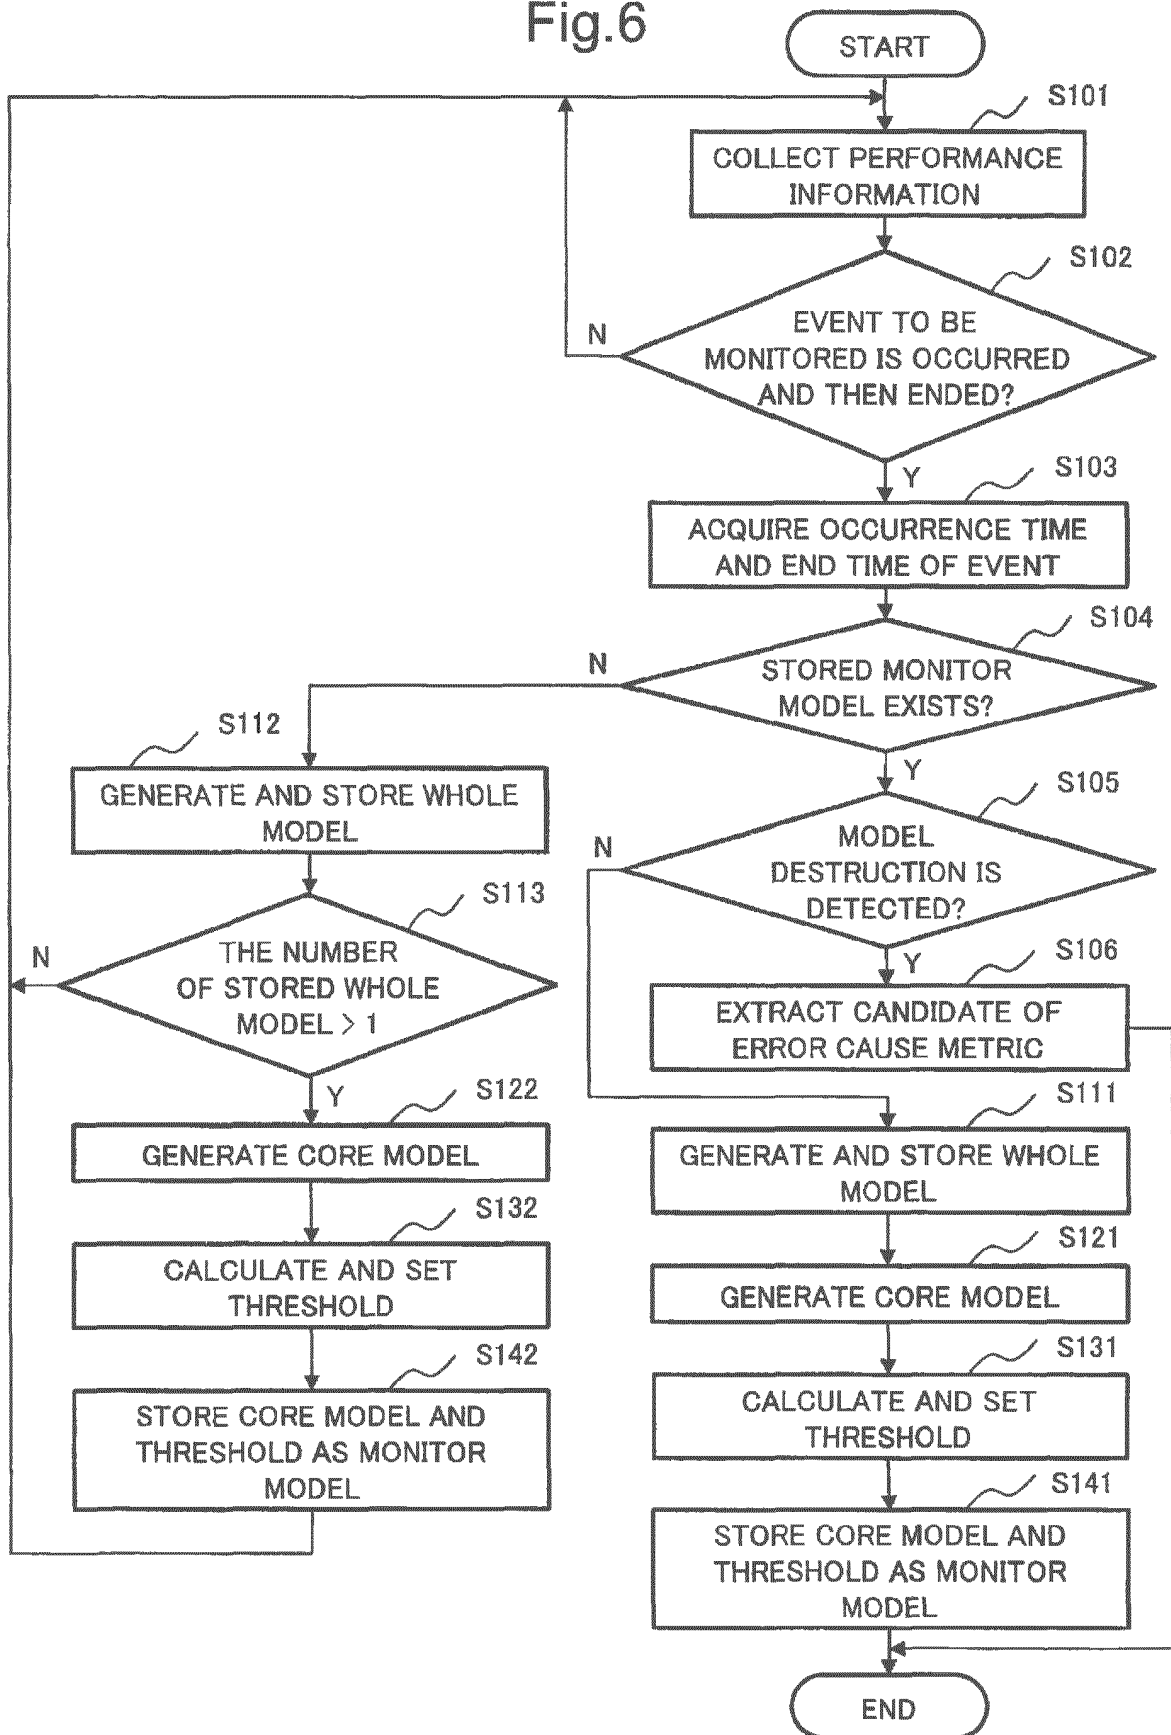 Fig.6
START
S101
COLLECT PERFORMANCE
INFORMATION
S102
EVENT TO BE
MONITORED IS OCCURRED
AND THEN ENDED?
N
Y
S103
ACQUIRE OCCURRENCE TIME
AND END TIME OF EVENT
S104
STORED MONITOR
MODEL EXISTS?
N
Y
S112
GENERATE AND STORE WHOLE
MODEL
S113
THE NUMBER
OF STORED WHOLE
MODEL > 1
N
Y
S122
GENERATE CORE MODEL
S132
CALCULATE AND SET
THRESHOLD
S142
STORE CORE MODEL AND
THRESHOLD AS MONITOR
MODEL
S105
MODEL
DESTRUCTION IS
DETECTED?
N
Y
S106
EXTRACT CANDIDATE OF
ERROR CAUSE METRIC
S111
GENERATE AND STORE WHOLE
MODEL
S121
GENERATE CORE MODEL
S131
CALCULATE AND SET
THRESHOLD
S141
STORE CORE MODEL AND
THRESHOLD AS MONITOR
MODEL
END